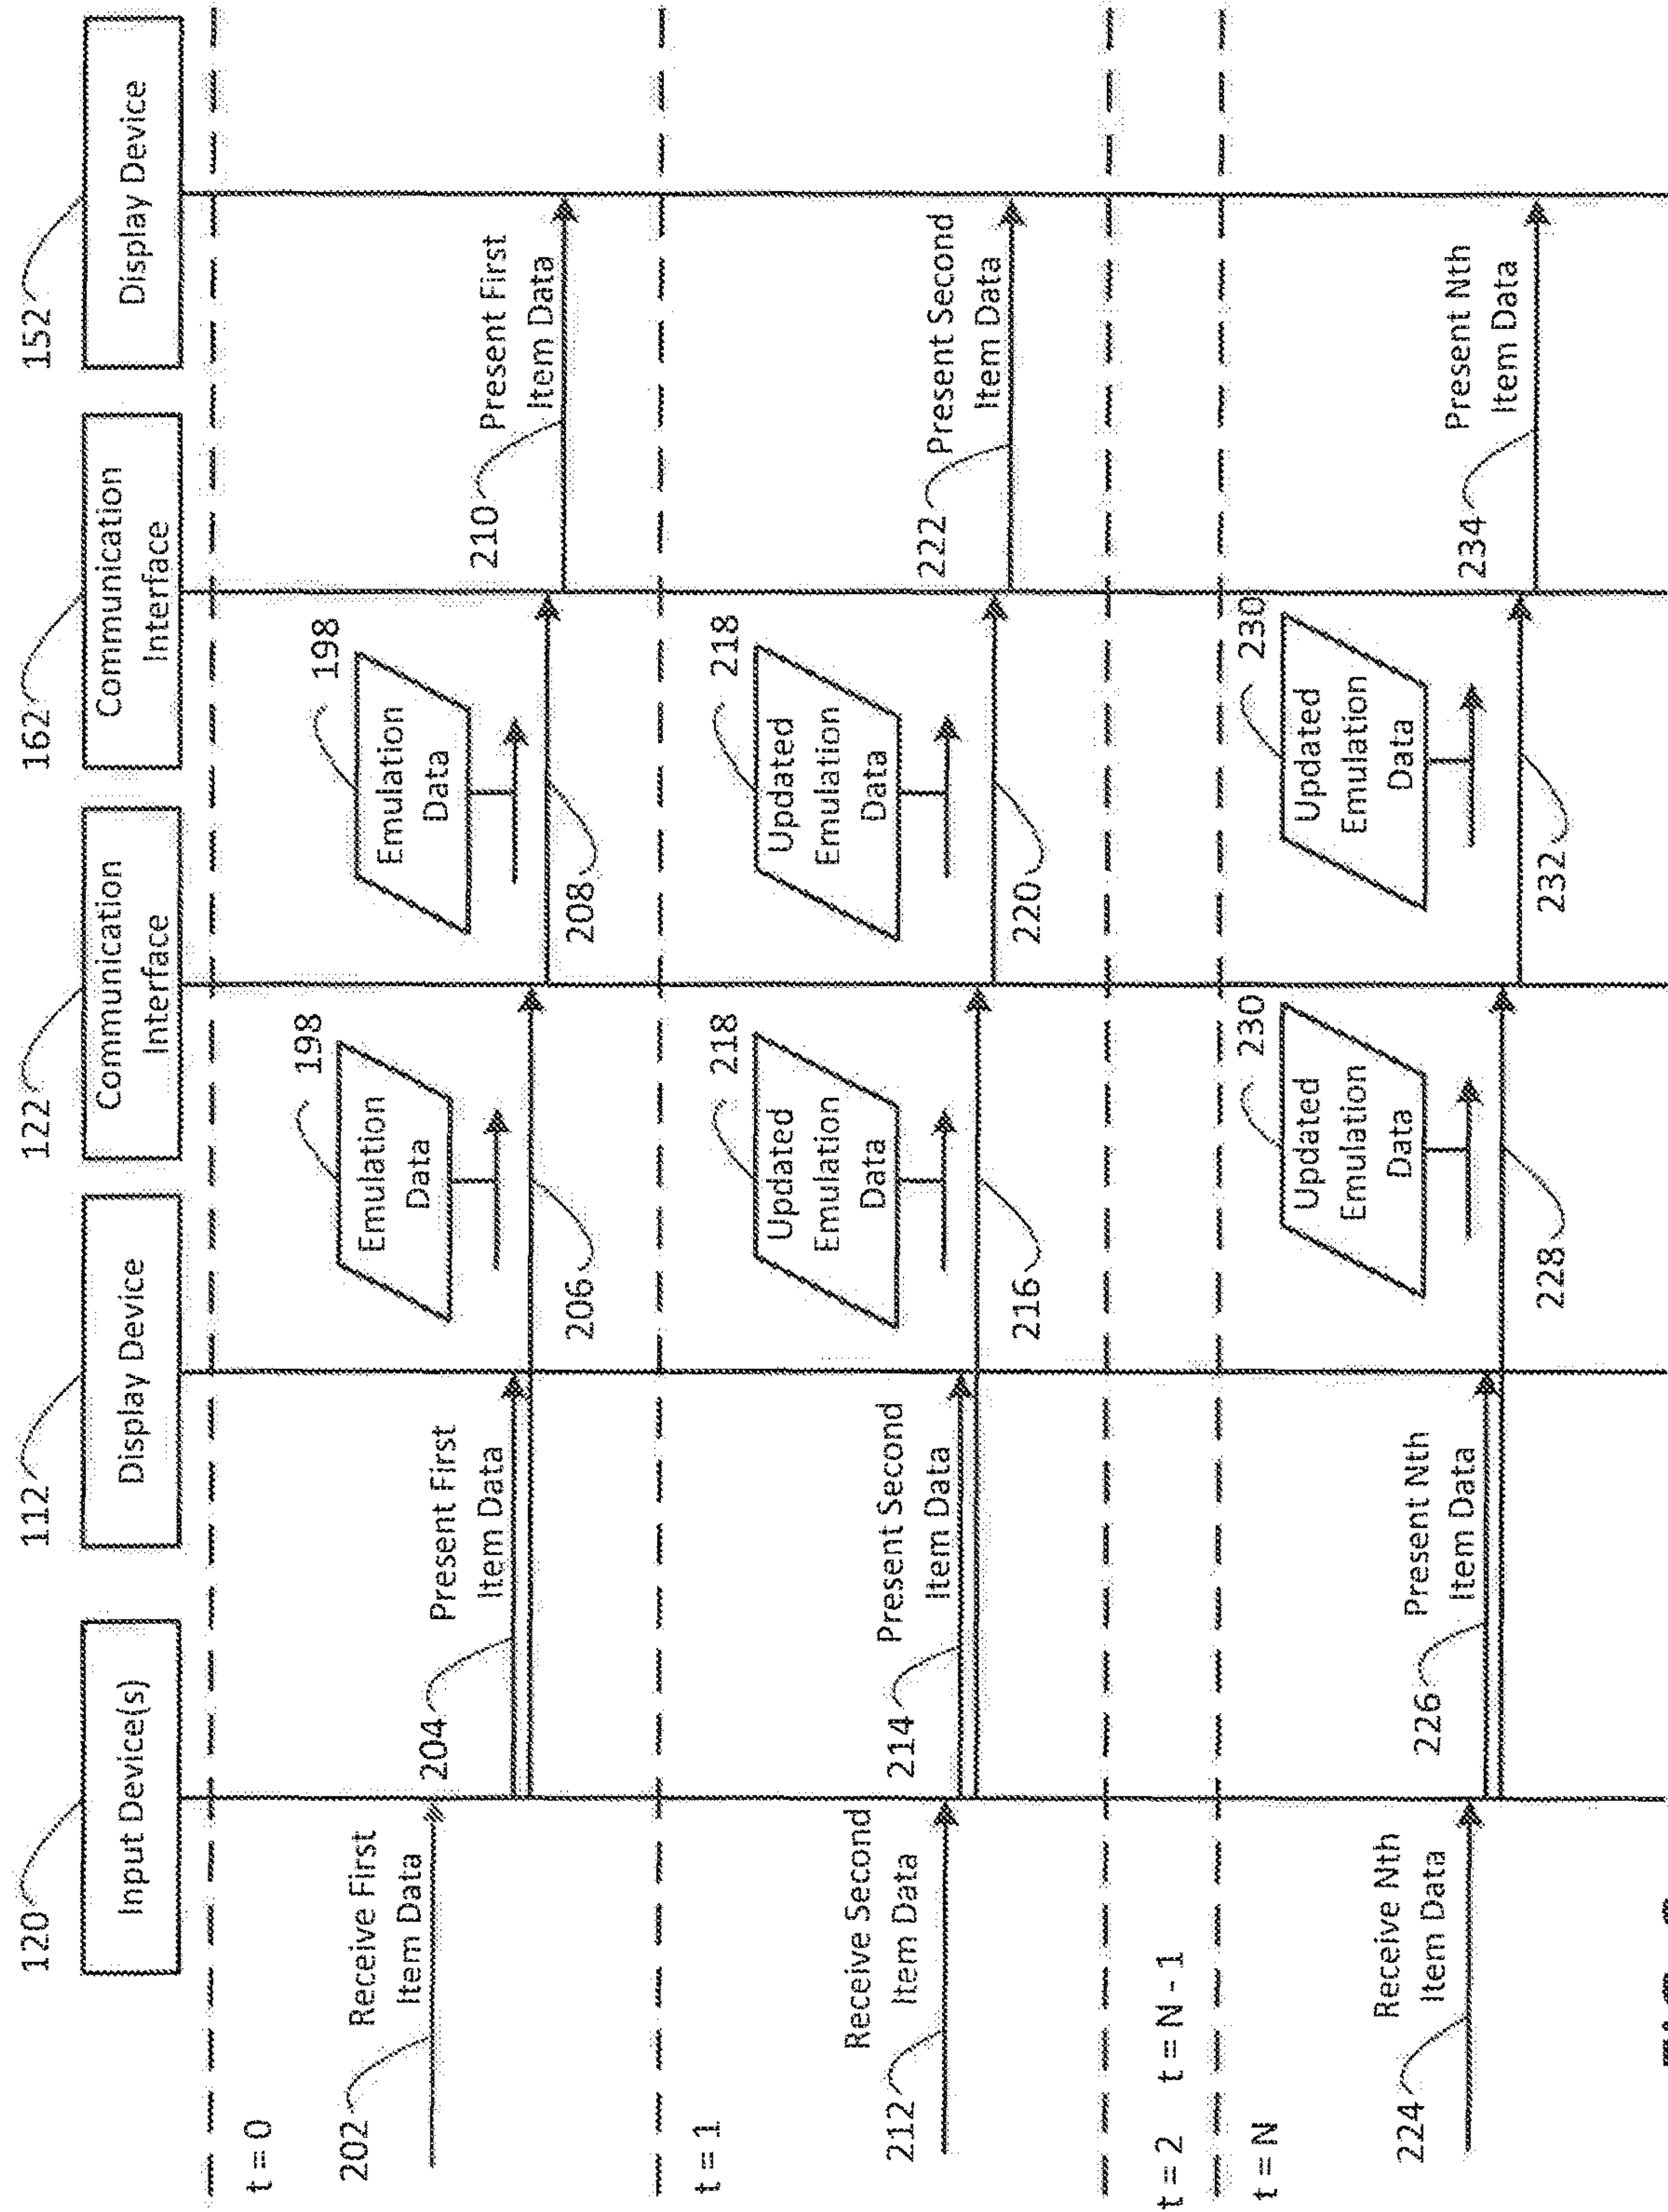 120
Input Device(s)
112
Display Device
122
Communication
Interface
162
Communication
Interface
152
Display Device
t = 0
202
Receive First
Item Data
204
Present First
Item Data
198
Emulation
Data
206
198
Emulation
Data
208
210
Present First
Item Data
t = 1
212
Receive Second
Item Data
214
Present Second
Item Data
218
Updated
Emulation
Data
216
218
Updated
Emulation
Data
220
222
Present Second
Item Data
t = 2 t = N - 1
t = N
224
Receive Nth
Item Data
226
Present Nth
Item Data
230
Updated
Emulation
Data
228
230
Updated
Emulation
Data
232
234
Present Nth
Item Data